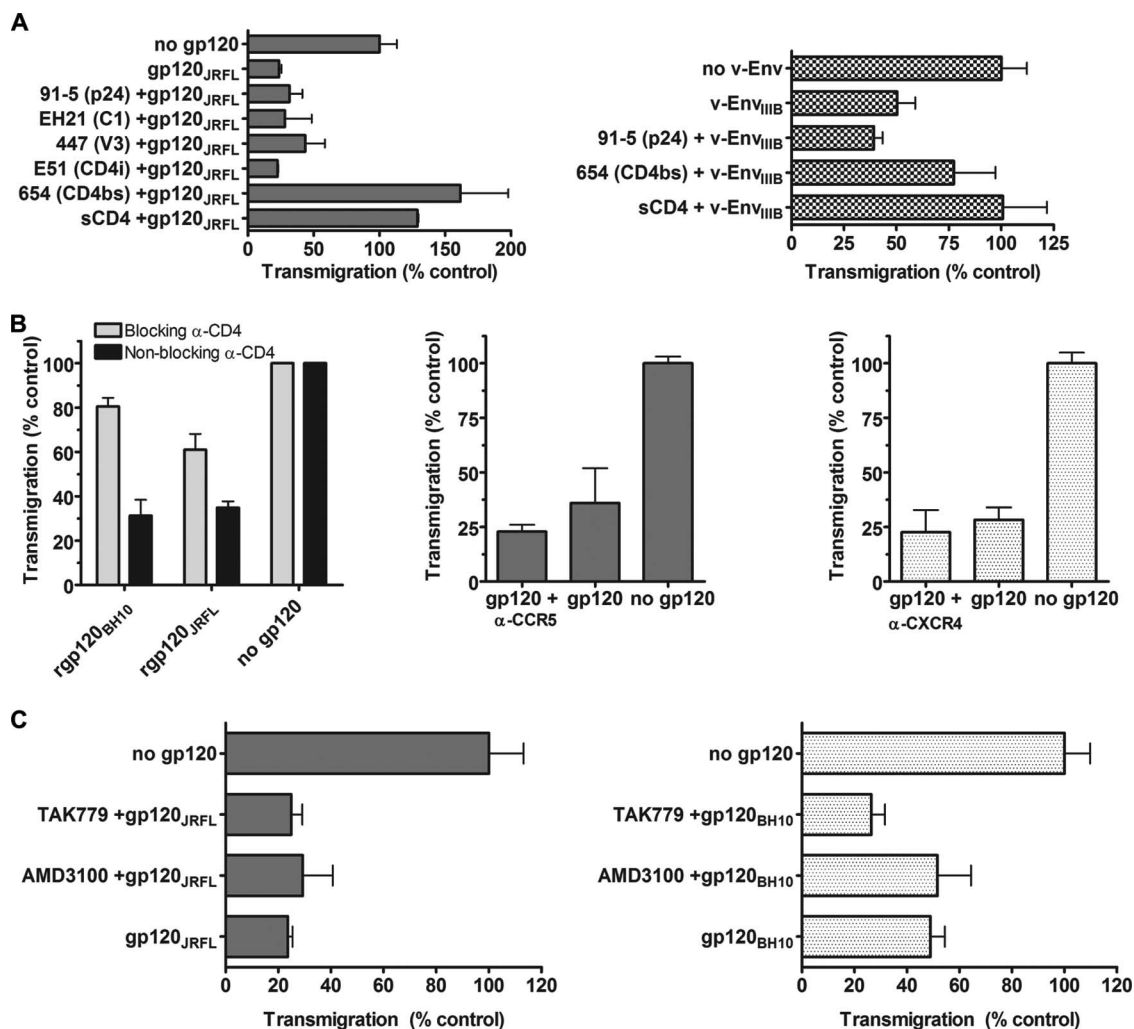 A
no gp120
gp120JRFL
91-5 (p24) +gp120JRFL
EH21 (C1) +gp120JRFL
447 (V3) +gp120JRFL
E51 (CD4i) +gp120JRFL
654 (CD4bs) +gp120JRFL
sCD4 +gp120JRFL
0 50 100 150 200
Transmigration (% control)
no v-Env
v-EnvIIIB
91-5 (p24) + v-EnvIIIB
654 (CD4bs) + v-EnvIIIB
sCD4 + v-EnvIIIB
0 25 50 75 100 125
Transmigration (% control)
B
Blocking α-CD4
Non-blocking α-CD4
Transmigration (% control)
100
80
60
40
20
0
rgp120BH10
rgp120JRFL
no gp120
Transmigration (% control)
100
75
50
25
0
gp120 + gp120 no gp120
α-CCR5
Transmigration (% control)
100
75
50
25
0
gp120 + gp120 no gp120
α-CXCR4
C
no gp120
TAK779 +gp120JRFL
AMD3100 +gp120JRFL
gp120JRFL
0 20 40 60 80 100 120
Transmigration (% control)
no gp120
TAK779 +gp120BH10
AMD3100 +gp120BH10
gp120BH10
0 20 40 60 80 100 120
Transmigration (% control)